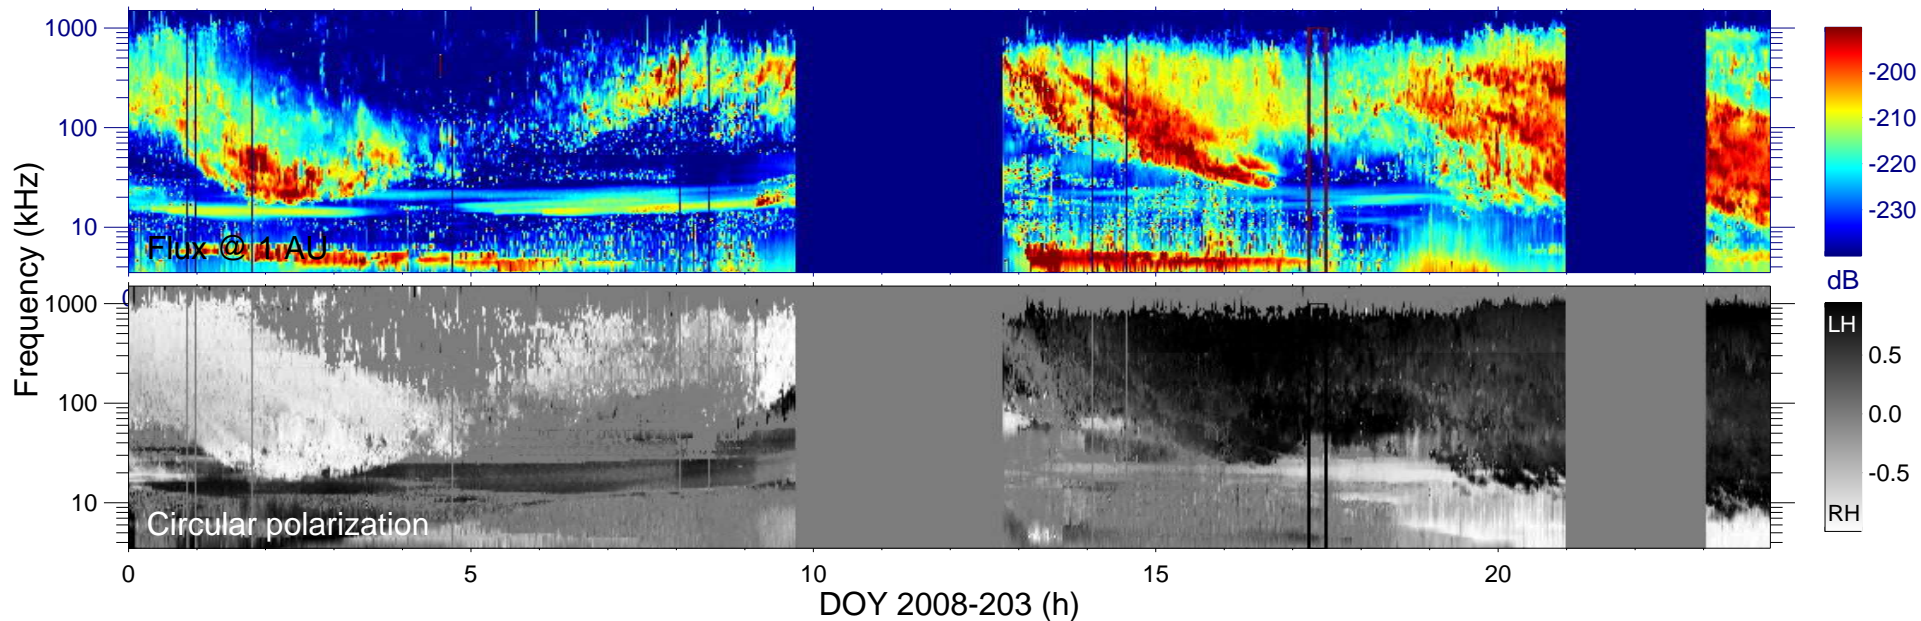 1000
100
10
Flux @ 1 AU
-200
-210
-220
-230
dB
Frequency (kHz)
1000
100
10
Circular polarization
LH
0.5
0.0
-0.5
RH
0 5 10 15 20
DOY 2008-203 (h)